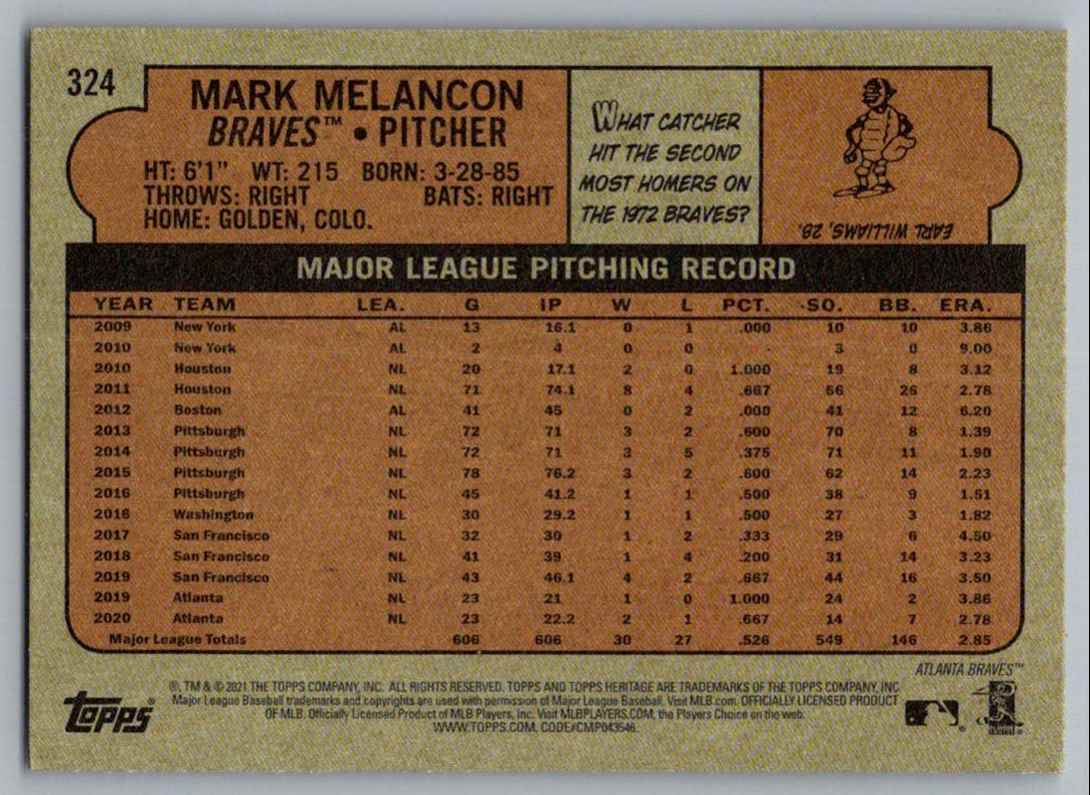 324
MARK MELANCON
BRAVES™ • PITCHER
HT: 6'1" WT: 215 BORN: 3-28-85
THROWS: RIGHT BATS: RIGHT
HOME: GOLDEN, COLO.
WHAT CATCHER
HIT THE SECOND
MOST HOMERS ON
THE 1972 BRAVES?
EARL WILLIAMS, 28.
MAJOR LEAGUE PITCHING RECORD
YEAR TEAM LEA. G IP W L PCT. SO. BB. ERA.
2009 New York AL 13 16.1 0 1 .000 10 10 3.86
2010 New York AL 2 4 0 0 - 3 0 9.00
2010 Houston NL 20 17.1 2 0 1.000 19 8 3.12
2011 Houston NL 71 74.1 8 4 .667 66 26 2.78
2012 Boston AL 41 45 0 2 .000 41 12 6.20
2013 Pittsburgh NL 72 71 3 2 .600 70 8 1.39
2014 Pittsburgh NL 72 71 3 5 .375 71 11 1.90
2015 Pittsburgh NL 78 76.2 3 2 .600 62 14 2.23
2016 Pittsburgh NL 45 41.2 1 1 .500 38 9 1.51
2016 Washington NL 30 29.2 1 1 .500 27 3 1.82
2017 San Francisco NL 32 30 1 2 .333 29 6 4.50
2018 San Francisco NL 41 39 1 4 .200 31 14 3.23
2019 San Francisco NL 43 46.1 4 2 .667 44 16 3.50
2019 Atlanta NL 23 21 1 0 1.000 24 2 3.86
2020 Atlanta NL 23 22.2 2 1 .667 14 7 2.78
Major League Totals 606 606 30 27 .526 549 146 2.85
ATLANTA BRAVES™
®, TM & © 2021 THE TOPPS COMPANY, INC. ALL RIGHTS RESERVED. TOPPS AND TOPPS HERITAGE ARE TRADEMARKS OF THE TOPPS COMPANY, INC
Major League Baseball trademarks and copyrights are used with permission of Major League Baseball. Visit MLB.com. OFFICIALLY LICENSED PRODUCT
OF MLB. Officially Licensed Product of MLB Players, Inc. Visit MLBPLAYERS.COM, the Players Choice on the web.
WWW.TOPPS.COM. CODE#CMP043546.
topps®